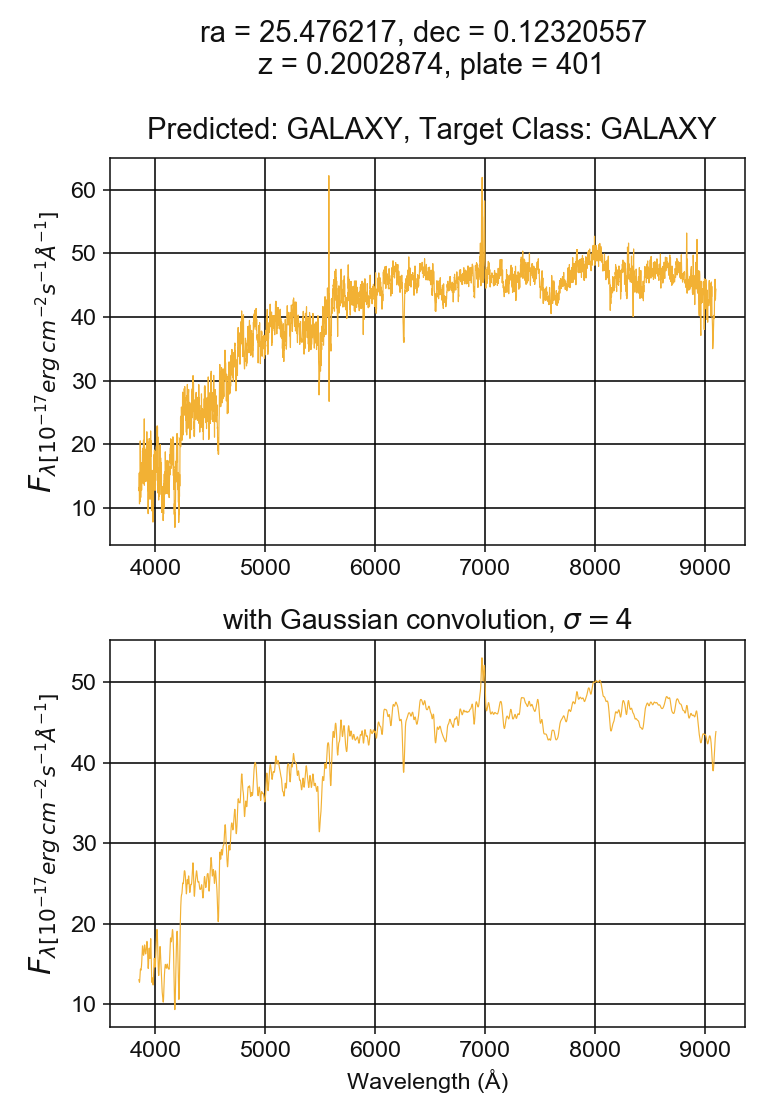 ra = 25.476217, dec = 0.12320557
z = 0.2002874, plate = 401
Predicted: GALAXY, Target Class: GALAXY
60
50
40
30
20
10
F_λ[10^−17 erg cm^−2 s^−1 Å^−1]
4000 5000 6000 7000 8000 9000
with Gaussian convolution, σ = 4
50
40
30
20
10
F_λ[10^−17 erg cm^−2 s^−1 Å^−1]
4000 5000 6000 7000 8000 9000
Wavelength (Å)